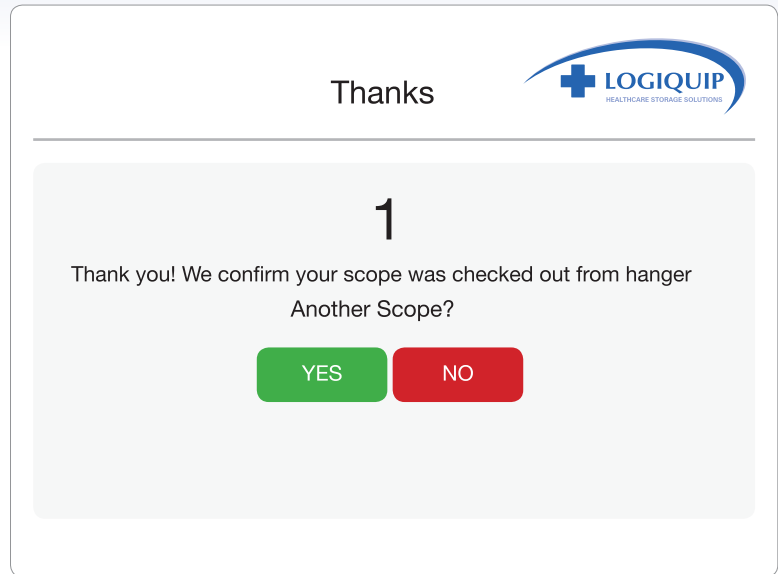 Thanks
LOGIQUIP
HEALTHCARE STORAGE SOLUTIONS
1
Thank you! We confirm your scope was checked out from hanger
Another Scope?
YES
NO